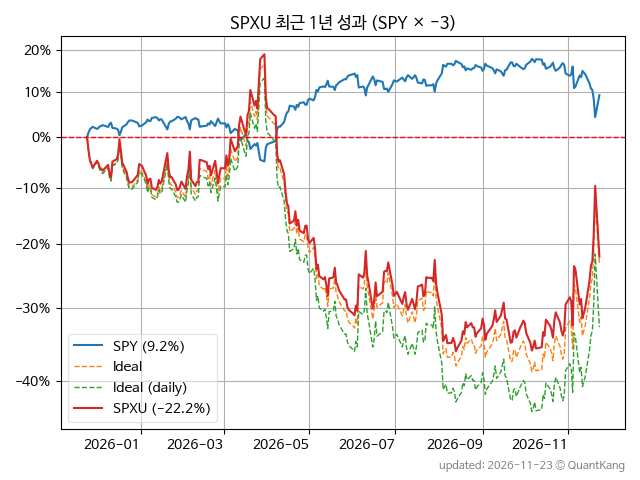 SPXU 최근 1년 성과 (SPY × −3)
20%
10%
0%
−10%
−20%
−30%
−40%
SPY (9.2%)
Ideal
Ideal (daily)
SPXU (−22.2%)
2026-01 2026-03 2026-05 2026-07 2026-09 2026-11
updated: 2026-11-23 © QuantKang